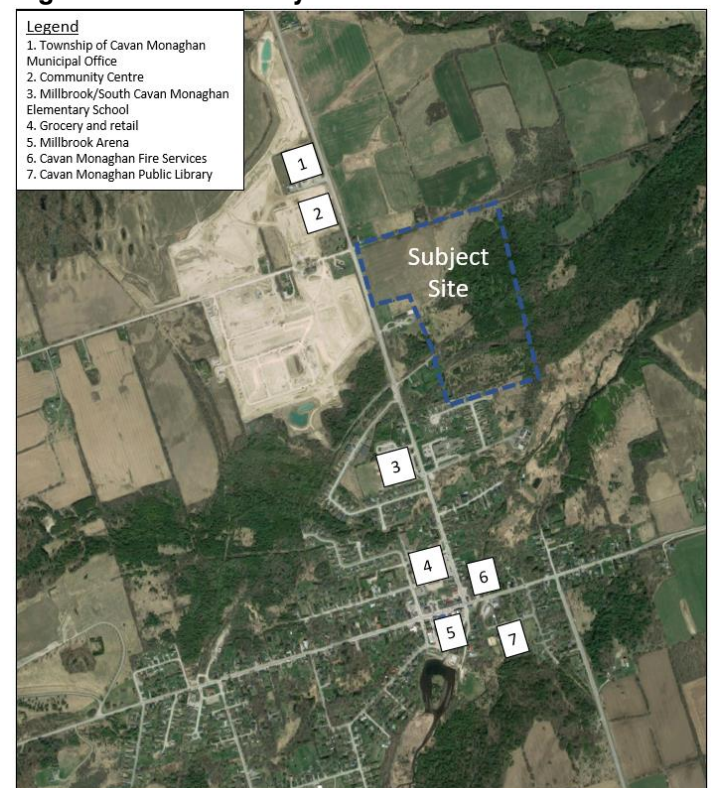 Legend
1. Township of Cavan Monaghan
Municipal Office
2. Community Centre
3. Millbrook/South Cavan Monaghan
Elementary School
4. Grocery and retail
5. Millbrook Arena
6. Cavan Monaghan Fire Services
7. Cavan Monaghan Public Library
1
2
Subject
Site
3
4
6
5
7